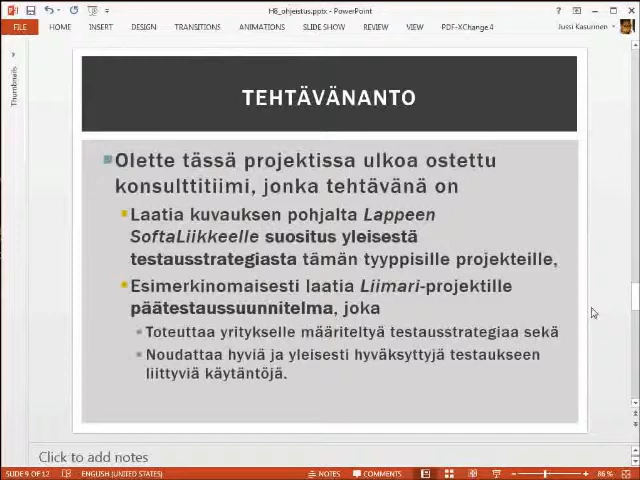 H6_ohjeistus.pptx - PowerPoint
FILE HOME INSERT DESIGN TRANSITIONS ANIMATIONS SLIDE SHOW REVIEW VIEW PDF-XChange 4 Jussi Kasurinen
Thumbnails
TEHTÄVÄNANTO
Olette tässä projektissa ulkoa ostettu
konsulttitiimi, jonka tehtävänä on
Laatia kuvauksen pohjalta Lappeen
SoftaLiikkeelle suositus yleisestä
testausstrategiasta tämän tyyppisille projekteille,
Esimerkinomaisesti laatia Liimari-projektille
päätestaussuunnitelma, joka
Toteuttaa yritykselle määriteltyä testausstrategiaa sekä
Noudattaa hyviä ja yleisesti hyväksyttyjä testaukseen
liittyviä käytäntöjä.
Click to add notes
SLIDE 9 OF 12 ENGLISH (UNITED STATES) NOTES COMMENTS 86 %